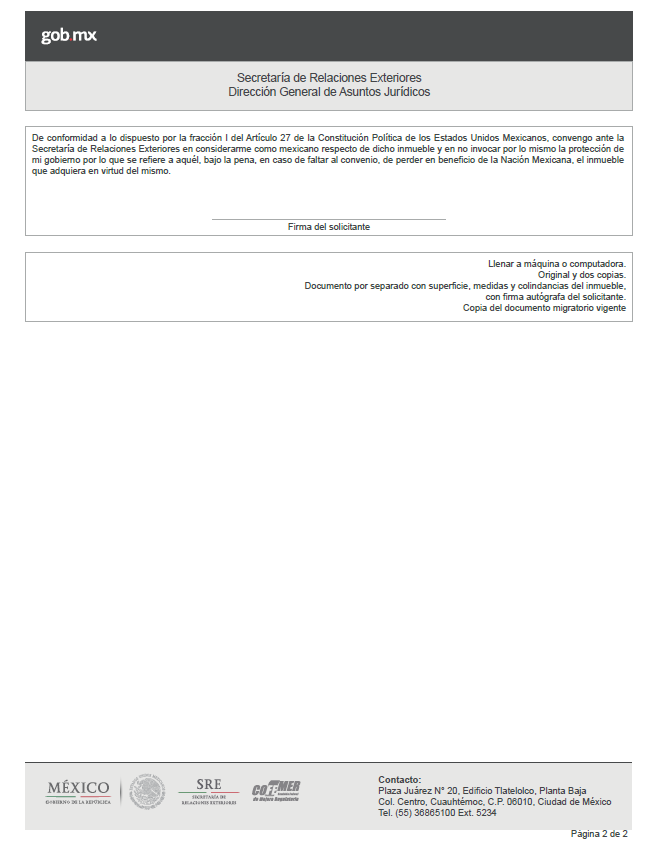 gob.mx
Secretaría de Relaciones Exteriores
Dirección General de Asuntos Jurídicos
De conformidad a lo dispuesto por la fracción I del Artículo 27 de la Constitución Política de los Estados Unidos Mexicanos, convengo ante la
Secretaría de Relaciones Exteriores en considerarme como mexicano respecto de dicho inmueble y en no invocar por lo mismo la protección de
mi gobierno por lo que se refiere a aquél, bajo la pena, en caso de faltar al convenio, de perder en beneficio de la Nación Mexicana, el inmueble
que adquiera en virtud del mismo.
Firma del solicitante
Llenar a máquina o computadora.
Original y dos copias.
Documento por separado con superficie, medidas y colindancias del inmueble,
con firma autógrafa del solicitante.
Copia del documento migratorio vigente
MÉXICO
GOBIERNO DE LA REPÚBLICA
SRE
SECRETARÍA DE
RELACIONES EXTERIORES
COFEMER
de Mejora Regulatoria
Contacto:
Plaza Juárez N° 20, Edificio Tlatelolco, Planta Baja
Col. Centro, Cuauhtémoc, C.P. 06010, Ciudad de México
Tel. (55) 36865100 Ext. 5234
Página 2 de 2